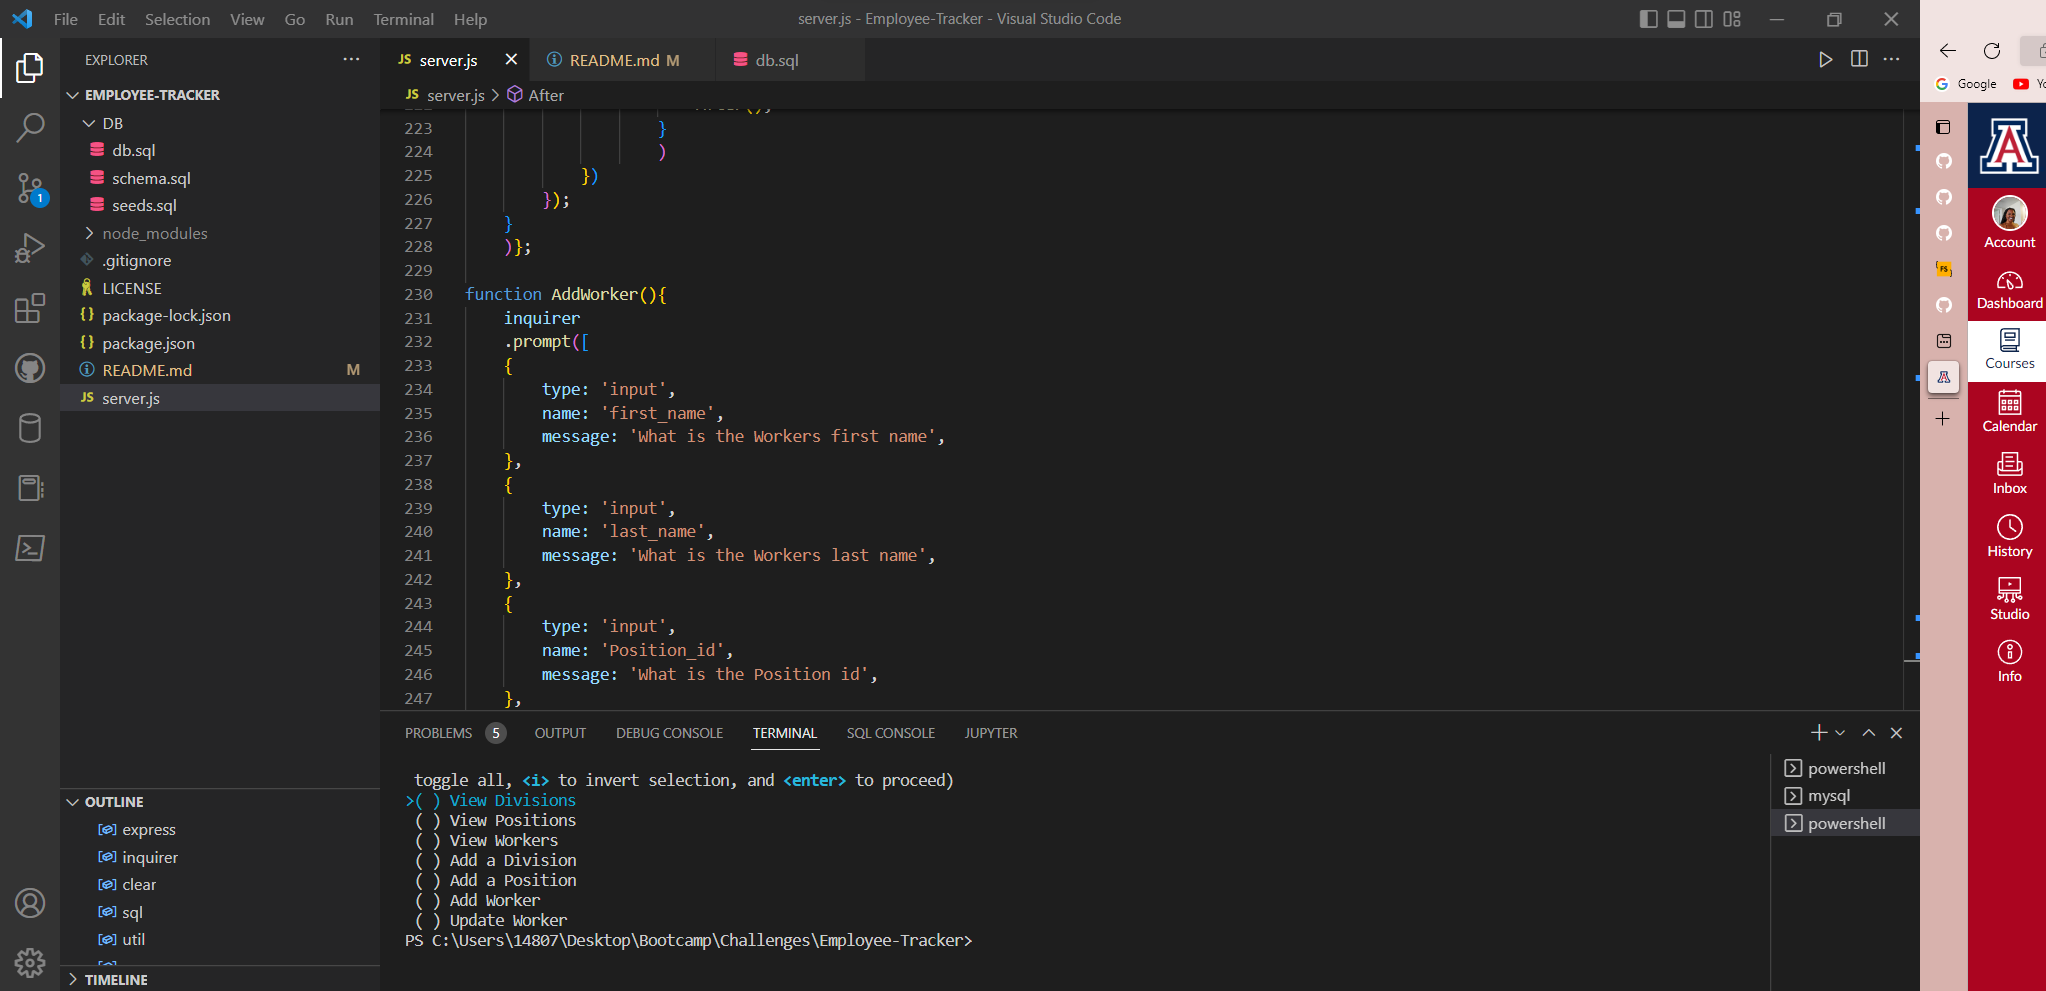 File Edit Selection View Go Run Terminal Help
server.js - Employee-Tracker - Visual Studio Code
EXPLORER
EMPLOYEE-TRACKER
DB
db.sql
schema.sql
seeds.sql
node_modules
.gitignore
LICENSE
package-lock.json
package.json
README.md M
JS server.js
1
OUTLINE
express
inquirer
clear
sql
util
TIMELINE
JS server.js README.md M db.sql
JS server.js > After
223 }
224 )
225 })
226 });
227 }
228 )};
229
230 function AddWorker(){
231 inquirer
232 .prompt([
233 {
234 type: 'input',
235 name: 'first_name',
236 message: 'What is the Workers first name',
237 },
238 {
239 type: 'input',
240 name: 'last_name',
241 message: 'What is the Workers last name',
242 },
243 {
244 type: 'input',
245 name: 'Position_id',
246 message: 'What is the Position id',
247 },
PROBLEMS 5 OUTPUT DEBUG CONSOLE TERMINAL SQL CONSOLE JUPYTER
toggle all, <i> to invert selection, and <enter> to proceed)
>( ) View Divisions
( ) View Positions
( ) View Workers
( ) Add a Division
( ) Add a Position
( ) Add Worker
( ) Update Worker
PS C:\Users\14807\Desktop\Bootcamp\Challenges\Employee-Tracker>
powershell
mysql
powershell
Google
A
Account
Dashboard
Courses
Calendar
Inbox
History
Studio
Info